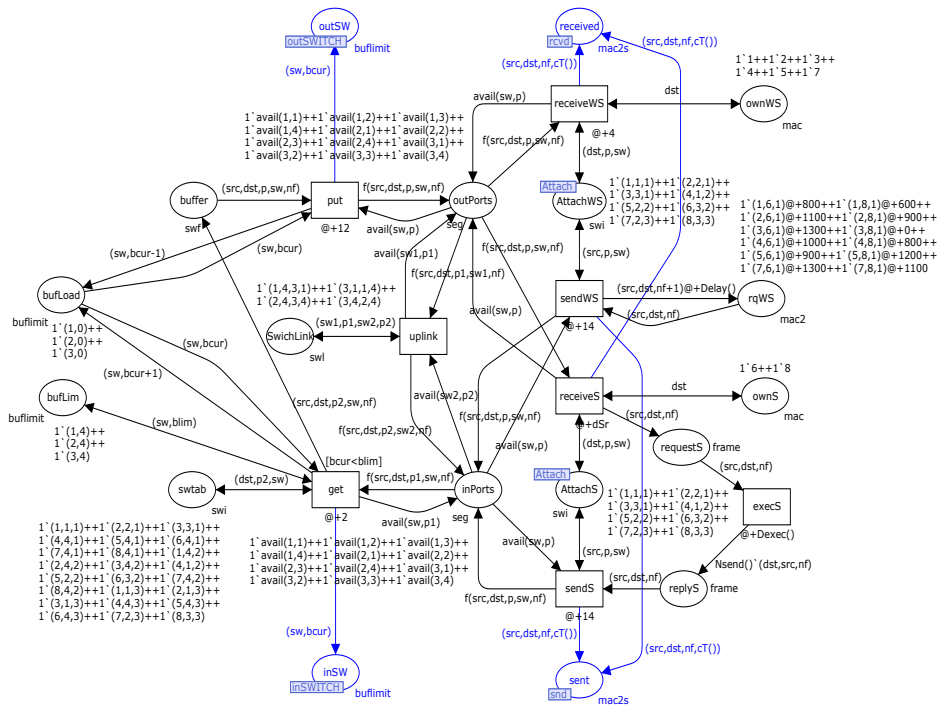 outSW
outSWITCH
buflimit
received
rcvd
mac2s
(sw,bcur)
(src,dst,nf,cT())
(src,dst,nf,cT())
1`1++1`2++1`3++
1`4++1`5++1`7
avail(sw,p)
receiveWS
dst
ownWS
@+4
mac
1`avail(1,1)++1`avail(1,2)++1`avail(1,3)++
1`avail(1,4)++1`avail(2,1)++1`avail(2,2)++
1`avail(2,3)++1`avail(2,4)++1`avail(3,1)++
1`avail(3,2)++1`avail(3,3)++1`avail(3,4)
f(src,dst,p,sw,nf)
(dst,p,sw)
buffer
(src,dst,p,sw,nf)
put
f(src,dst,p,sw,nf)
outPorts
Attach
AttachWS
1`(1,1,1)++1`(2,2,1)++
1`(3,3,1)++1`(4,1,2)++
1`(5,2,2)++1`(6,3,2)++
1`(7,2,3)++1`(8,3,3)
swf
@+12
avail(sw,p)
seg
swi
1`(1,6,1)@+800++1`(1,8,1)@+600++
1`(2,6,1)@+1100++1`(2,8,1)@+900++
1`(3,6,1)@+1300++1`(3,8,1)@+0++
1`(4,6,1)@+1000++1`(4,8,1)@+800++
1`(5,6,1)@+900++1`(5,8,1)@+1200++
1`(7,6,1)@+1300++1`(7,8,1)@+1100
(sw,bcur-1)
(sw,bcur)
avail(sw1,p1)
f(src,dst,p,sw,nf)
(src,p,sw)
f(src,dst,p1,sw1,nf)
bufLoad
buflimit
1`(1,0)++
1`(2,0)++
1`(3,0)
1`(1,4,3,1)++1`(3,1,1,4)++
1`(2,4,3,4)++1`(3,4,2,4)
sendWS
(src,dst,nf+1)@+Delay()
rqWS
(src,dst,nf)
mac2
avail(sw,p)
@+14
SwichLink
(sw1,p1,sw2,p2)
uplink
swl
(sw,bcur)
(sw,bcur+1)
avail(sw2,p2)
receiveS
dst
ownS
1`6++1`8
mac
bufLim
buflimit
1`(1,4)++
1`(2,4)++
1`(3,4)
(sw,blim)
(src,dst,p2,sw,nf)
f(src,dst,p2,sw2,nf)
f(src,dst,p,sw,nf)
avail(sw,p)
@+dSr
(src,dst,nf)
(dst,p,sw)
requestS
frame
[bcur<blim]
(src,dst,nf)
Attach
AttachS
swi
swtab
swi
(dst,p2,sw)
get
@+2
f(src,dst,p1,sw,nf)
inPorts
seg
avail(sw,p1)
1`(1,1,1)++1`(2,2,1)++
1`(3,3,1)++1`(4,1,2)++
1`(5,2,2)++1`(6,3,2)++
1`(7,2,3)++1`(8,3,3)
execS
@+Dexec()
1`(1,1,1)++1`(2,2,1)++1`(3,3,1)++
1`(4,4,1)++1`(5,4,1)++1`(6,4,1)++
1`(7,4,1)++1`(8,4,1)++1`(1,4,2)++
1`(2,4,2)++1`(3,4,2)++1`(4,1,2)++
1`(5,2,2)++1`(6,3,2)++1`(7,4,2)++
1`(8,4,2)++1`(1,1,3)++1`(2,1,3)++
1`(3,1,3)++1`(4,4,3)++1`(5,4,3)++
1`(6,4,3)++1`(7,2,3)++1`(8,3,3)
1`avail(1,1)++1`avail(1,2)++1`avail(1,3)++
1`avail(1,4)++1`avail(2,1)++1`avail(2,2)++
1`avail(2,3)++1`avail(2,4)++1`avail(3,1)++
1`avail(3,2)++1`avail(3,3)++1`avail(3,4)
avail(sw,p)
(src,p,sw)
Nsend()`(dst,src,nf)
f(src,dst,p,sw,nf)
sendS
(src,dst,nf)
replyS
frame
@+14
(sw,bcur)
(src,dst,nf,cT())
(src,dst,nf,cT())
inSW
inSWITCH
buflimit
sent
snd
mac2s